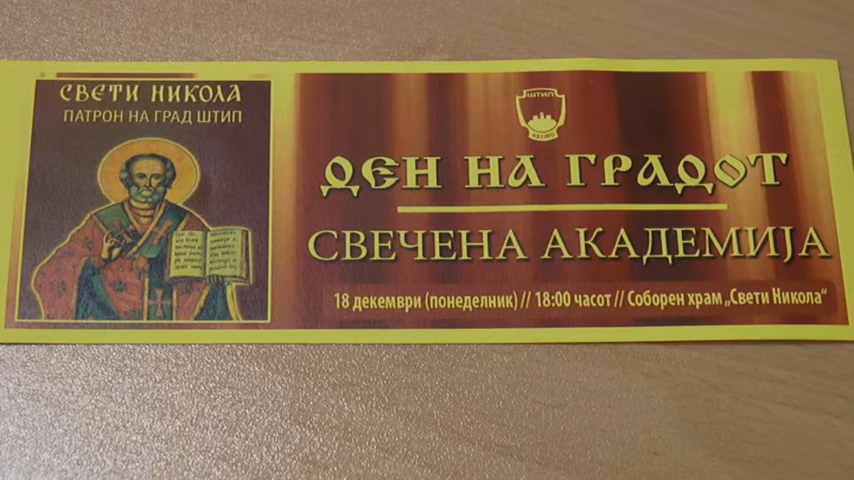 СВЕТИ НИКОЛА
ПАТРОН НА ГРАД ШТИП
ШТИП
ДЕН НА ГРАДОТ
СВЕЧЕНА АКАДЕМИЈА
18 декември (понеделник) // 18:00 часот // Соборен храм „Свети Никола“